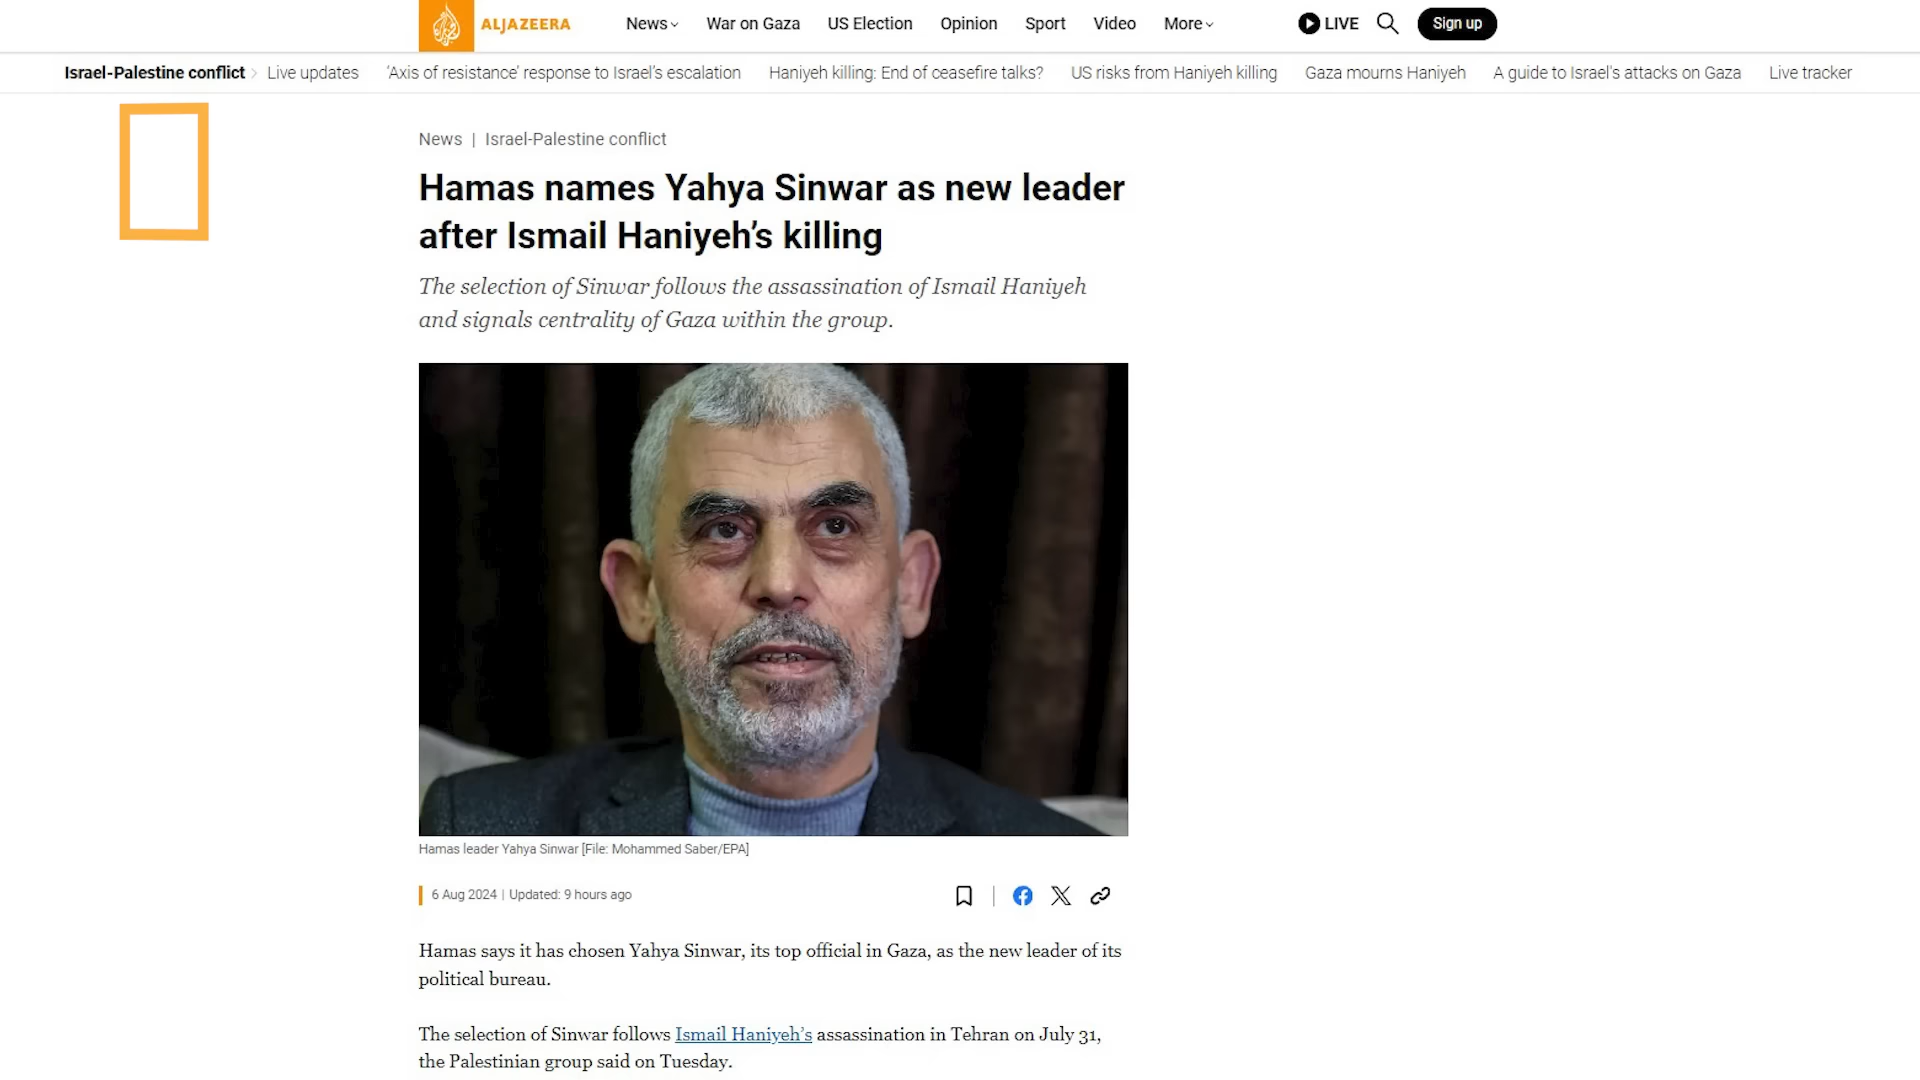 ALJAZEERA
News War on Gaza US Election Opinion Sport Video More LIVE Sign up
Israel-Palestine conflict Live updates ‘Axis of resistance’ response to Israel’s escalation Haniyeh killing: End of ceasefire talks? US risks from Haniyeh killing Gaza mourns Haniyeh A guide to Israel's attacks on Gaza Live tracker
News | Israel-Palestine conflict
Hamas names Yahya Sinwar as new leader
after Ismail Haniyeh’s killing
The selection of Sinwar follows the assassination of Ismail Haniyeh
and signals centrality of Gaza within the group.
Hamas leader Yahya Sinwar [File: Mohammed Saber/EPA]
6 Aug 2024 | Updated: 9 hours ago
Hamas says it has chosen Yahya Sinwar, its top official in Gaza, as the new leader of its
political bureau.
The selection of Sinwar follows Ismail Haniyeh’s assassination in Tehran on July 31,
the Palestinian group said on Tuesday.